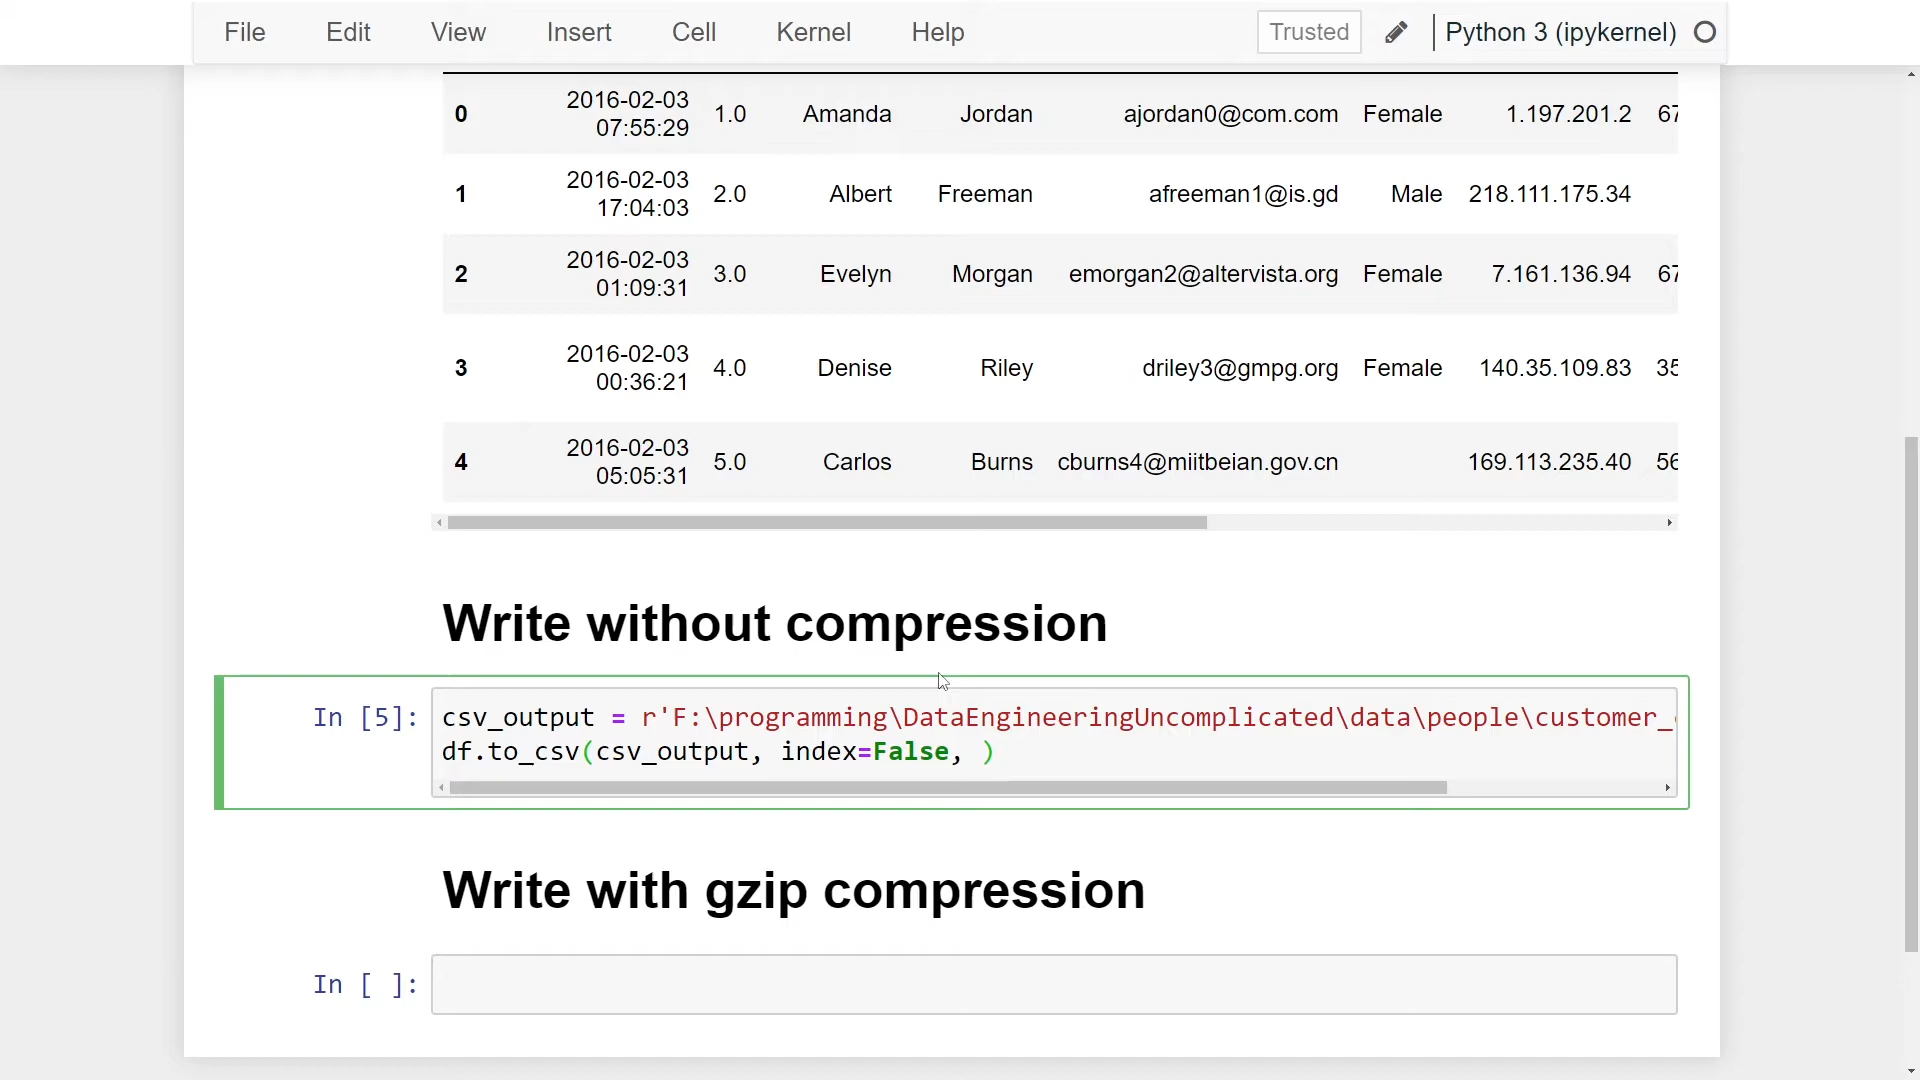 File Edit View Insert Cell Kernel Help Trusted Python 3 (ipykernel)
0 2016-02-03 07:55:29 1.0 Amanda Jordan ajordan0@com.com Female 1.197.201.2 67
1 2016-02-03 17:04:03 2.0 Albert Freeman afreeman1@is.gd Male 218.111.175.34
2 2016-02-03 01:09:31 3.0 Evelyn Morgan emorgan2@altervista.org Female 7.161.136.94 67
3 2016-02-03 00:36:21 4.0 Denise Riley driley3@gmpg.org Female 140.35.109.83 35
4 2016-02-03 05:05:31 5.0 Carlos Burns cburns4@miitbeian.gov.cn 169.113.235.40 56
Write without compression
In [5]: csv_output = r'F:\programming\DataEngineeringUncomplicated\data\people\customer_
df.to_csv(csv_output, index=False, )
Write with gzip compression
In [ ]: